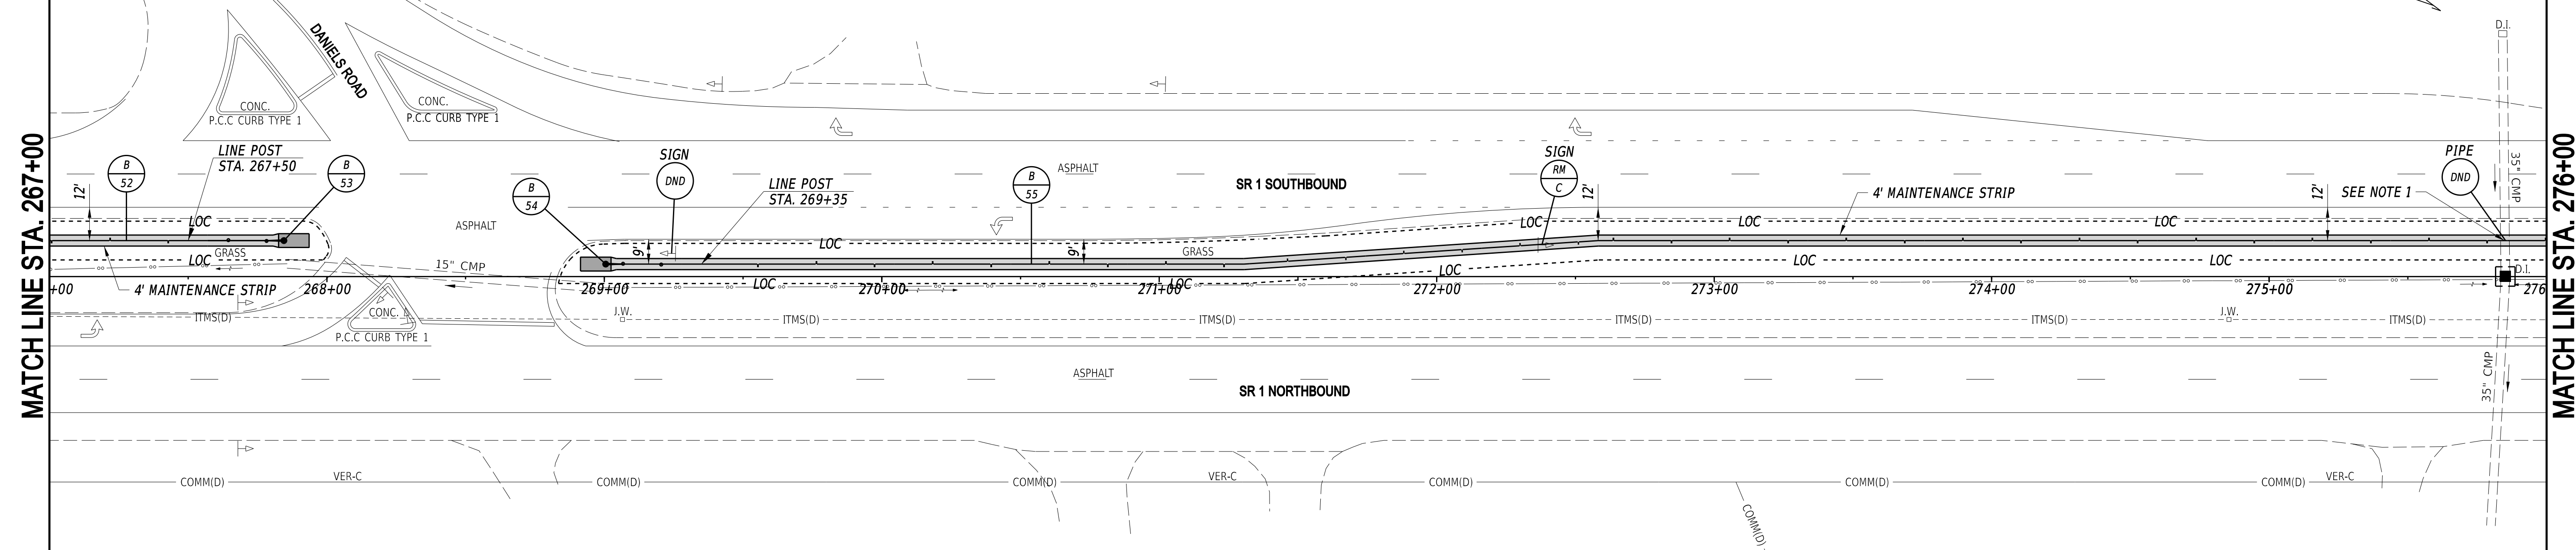 MATCH LINE STA. 267+00
DANIELS ROAD
CONC.
P.C.C CURB TYPE 1
CONC.
P.C.C CURB TYPE 1
D.I.
35" CMP
LINE POST
STA. 267+50
B
52
B
53
12'
LOC
GRASS
LOC
4' MAINTENANCE STRIP
+00
268+00
ITMS(D)
CONC.
P.C.C CURB TYPE 1
15" CMP
ASPHALT
B
54
SIGN
DND
LINE POST
STA. 269+35
B
55
ASPHALT
SR 1 SOUTHBOUND
SIGN
RM
C
12'
4' MAINTENANCE STRIP
12'
SEE NOTE 1
PIPE
DND
9'
LOC
9'
GRASS
LOC
LOC
LOC
LOC
LOC
LOC
LOC
LOC
LOC
D.I.
269+00
270+00
271+00
272+00
273+00
274+00
275+00
276
J.W.
ITMS(D)
ITMS(D)
ITMS(D)
ITMS(D)
J.W.
ITMS(D)
ASPHALT
SR 1 NORTHBOUND
35" CMP
COMM(D)
VER-C
COMM(D)
COMM(D)
VER-C
COMM(D)
COMM(D)
COMM(D)
VER-C
COMM(D)
MATCH LINE STA. 276+00